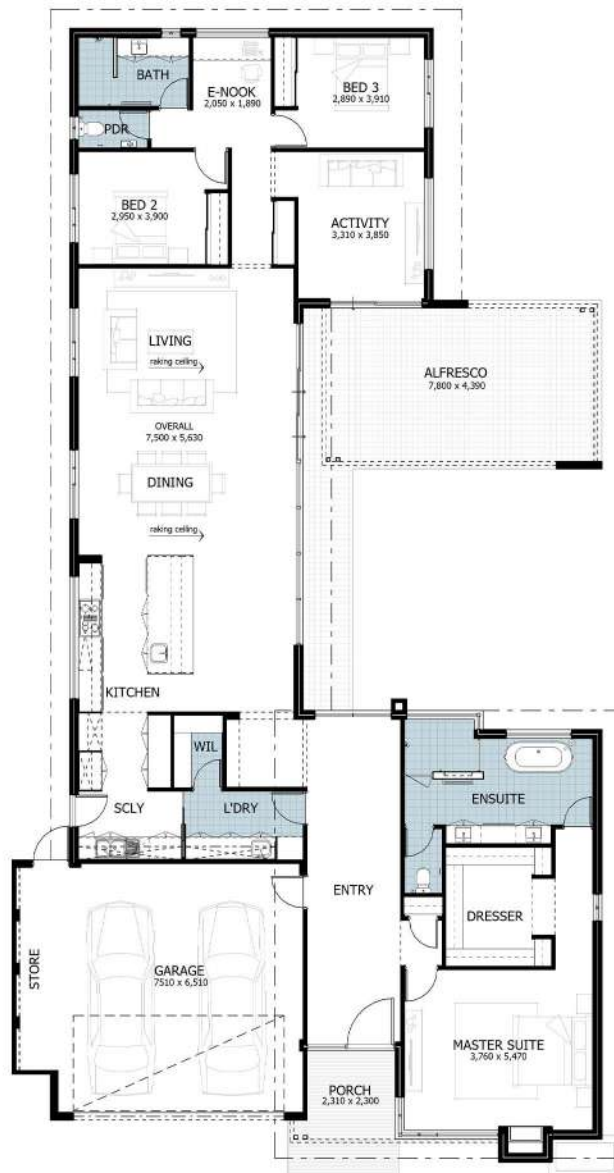 BATH
E-NOOK
2,050 x 1,890
BED 3
2,890 x 3,910
PDR
BED 2
2,950 x 3,900
ACTIVITY
3,310 x 3,850
LIVING
raking ceiling
OVERALL
7,500 x 5,630
DINING
raking ceiling
ALFRESCO
7,800 x 4,390
KITCHEN
WIL
SCLY
L'DRY
ENSUITE
ENTRY
DRESSER
STORE
GARAGE
7510 x 6,510
MASTER SUITE
3,760 x 5,470
PORCH
2,310 x 2,300